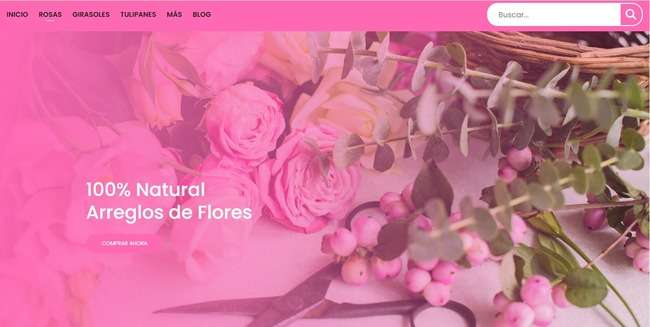 INICIO ROSAS GIRASOLES TULIPANES MÁS BLOG Buscar...
100% Natural
Arreglos de Flores
COMPRAR AHORA